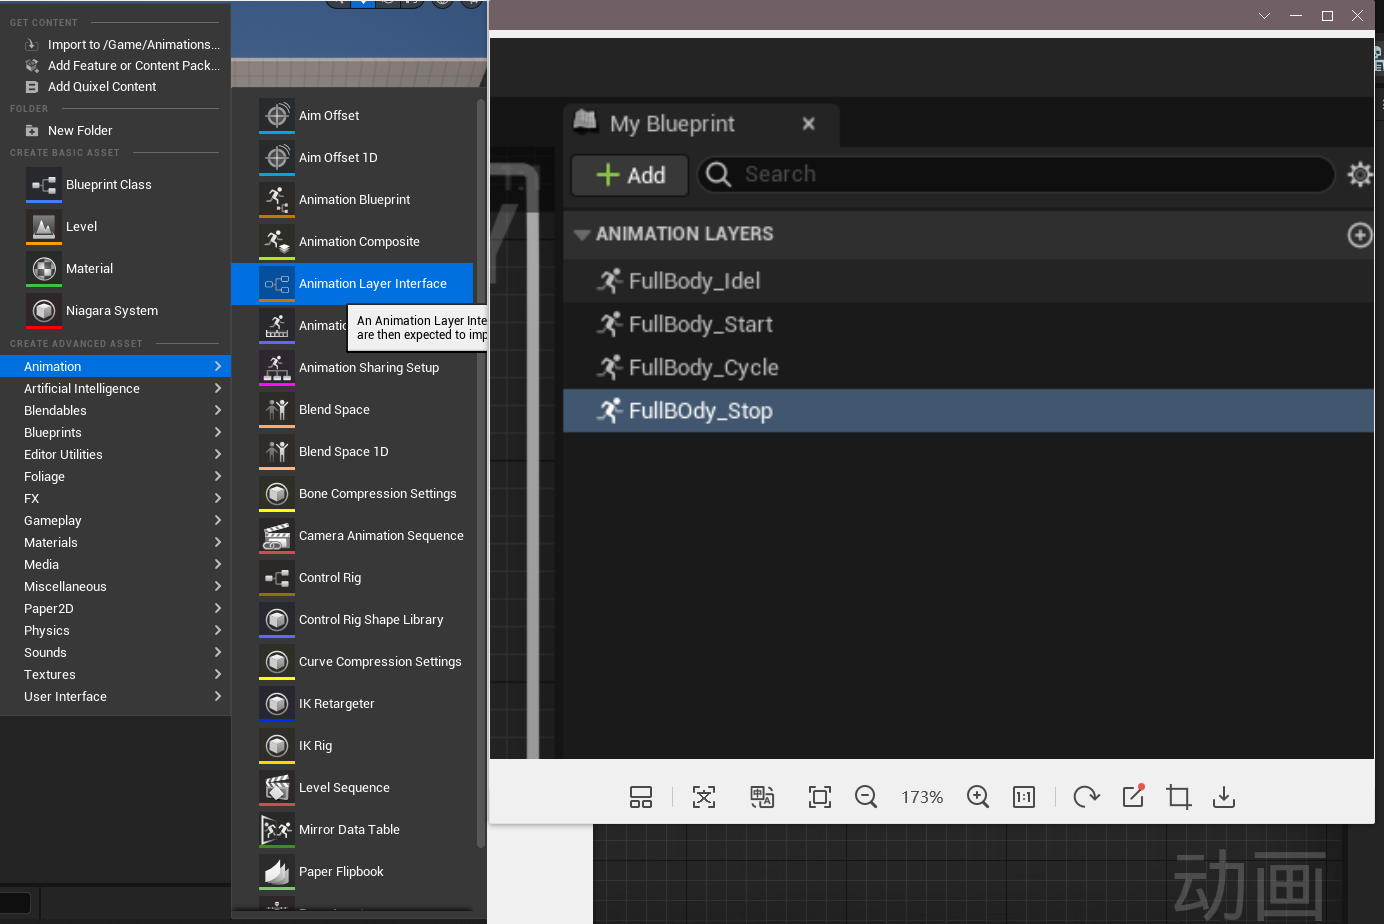 GET CONTENT
Import to /Game/Animations...
Add Feature or Content Pack...
Add Quixel Content
FOLDER
New Folder
CREATE BASIC ASSET
Blueprint Class
Level
Material
Niagara System
CREATE ADVANCED ASSET
Animation
Artificial Intelligence
Blendables
Blueprints
Editor Utilities
Foliage
FX
Gameplay
Materials
Media
Miscellaneous
Paper2D
Physics
Sounds
Textures
User Interface
Aim Offset
Aim Offset 1D
Animation Blueprint
Animation Composite
Animation Layer Interface
An Animation Layer Inte
are then expected to imp
Animatio
Animation Sharing Setup
Blend Space
Blend Space 1D
Bone Compression Settings
Camera Animation Sequence
Control Rig
Control Rig Shape Library
Curve Compression Settings
IK Retargeter
IK Rig
Level Sequence
Mirror Data Table
Paper Flipbook
My Blueprint
Add
Search
ANIMATION LAYERS
FullBody_Idel
FullBody_Start
FullBody_Cycle
FullBOdy_Stop
173%
1:1
动画